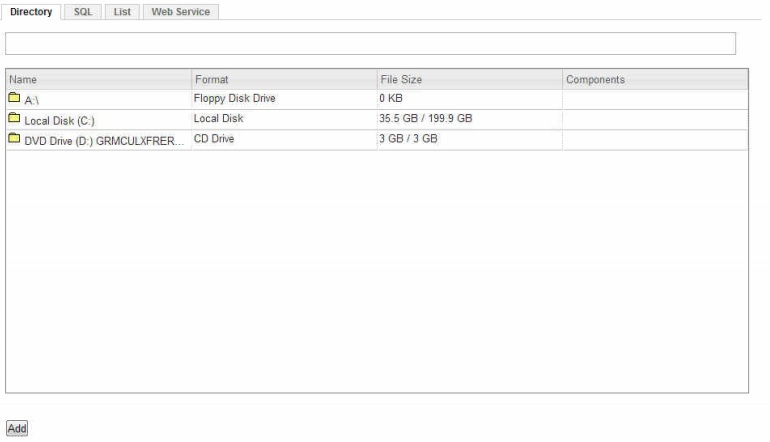 Directory SQL List Web Service
Name Format File Size Components
A:\ Floppy Disk Drive 0 KB
Local Disk (C:) Local Disk 35.5 GB / 199.9 GB
DVD Drive (D:) GRMCULXFRER... CD Drive 3 GB / 3 GB
Add